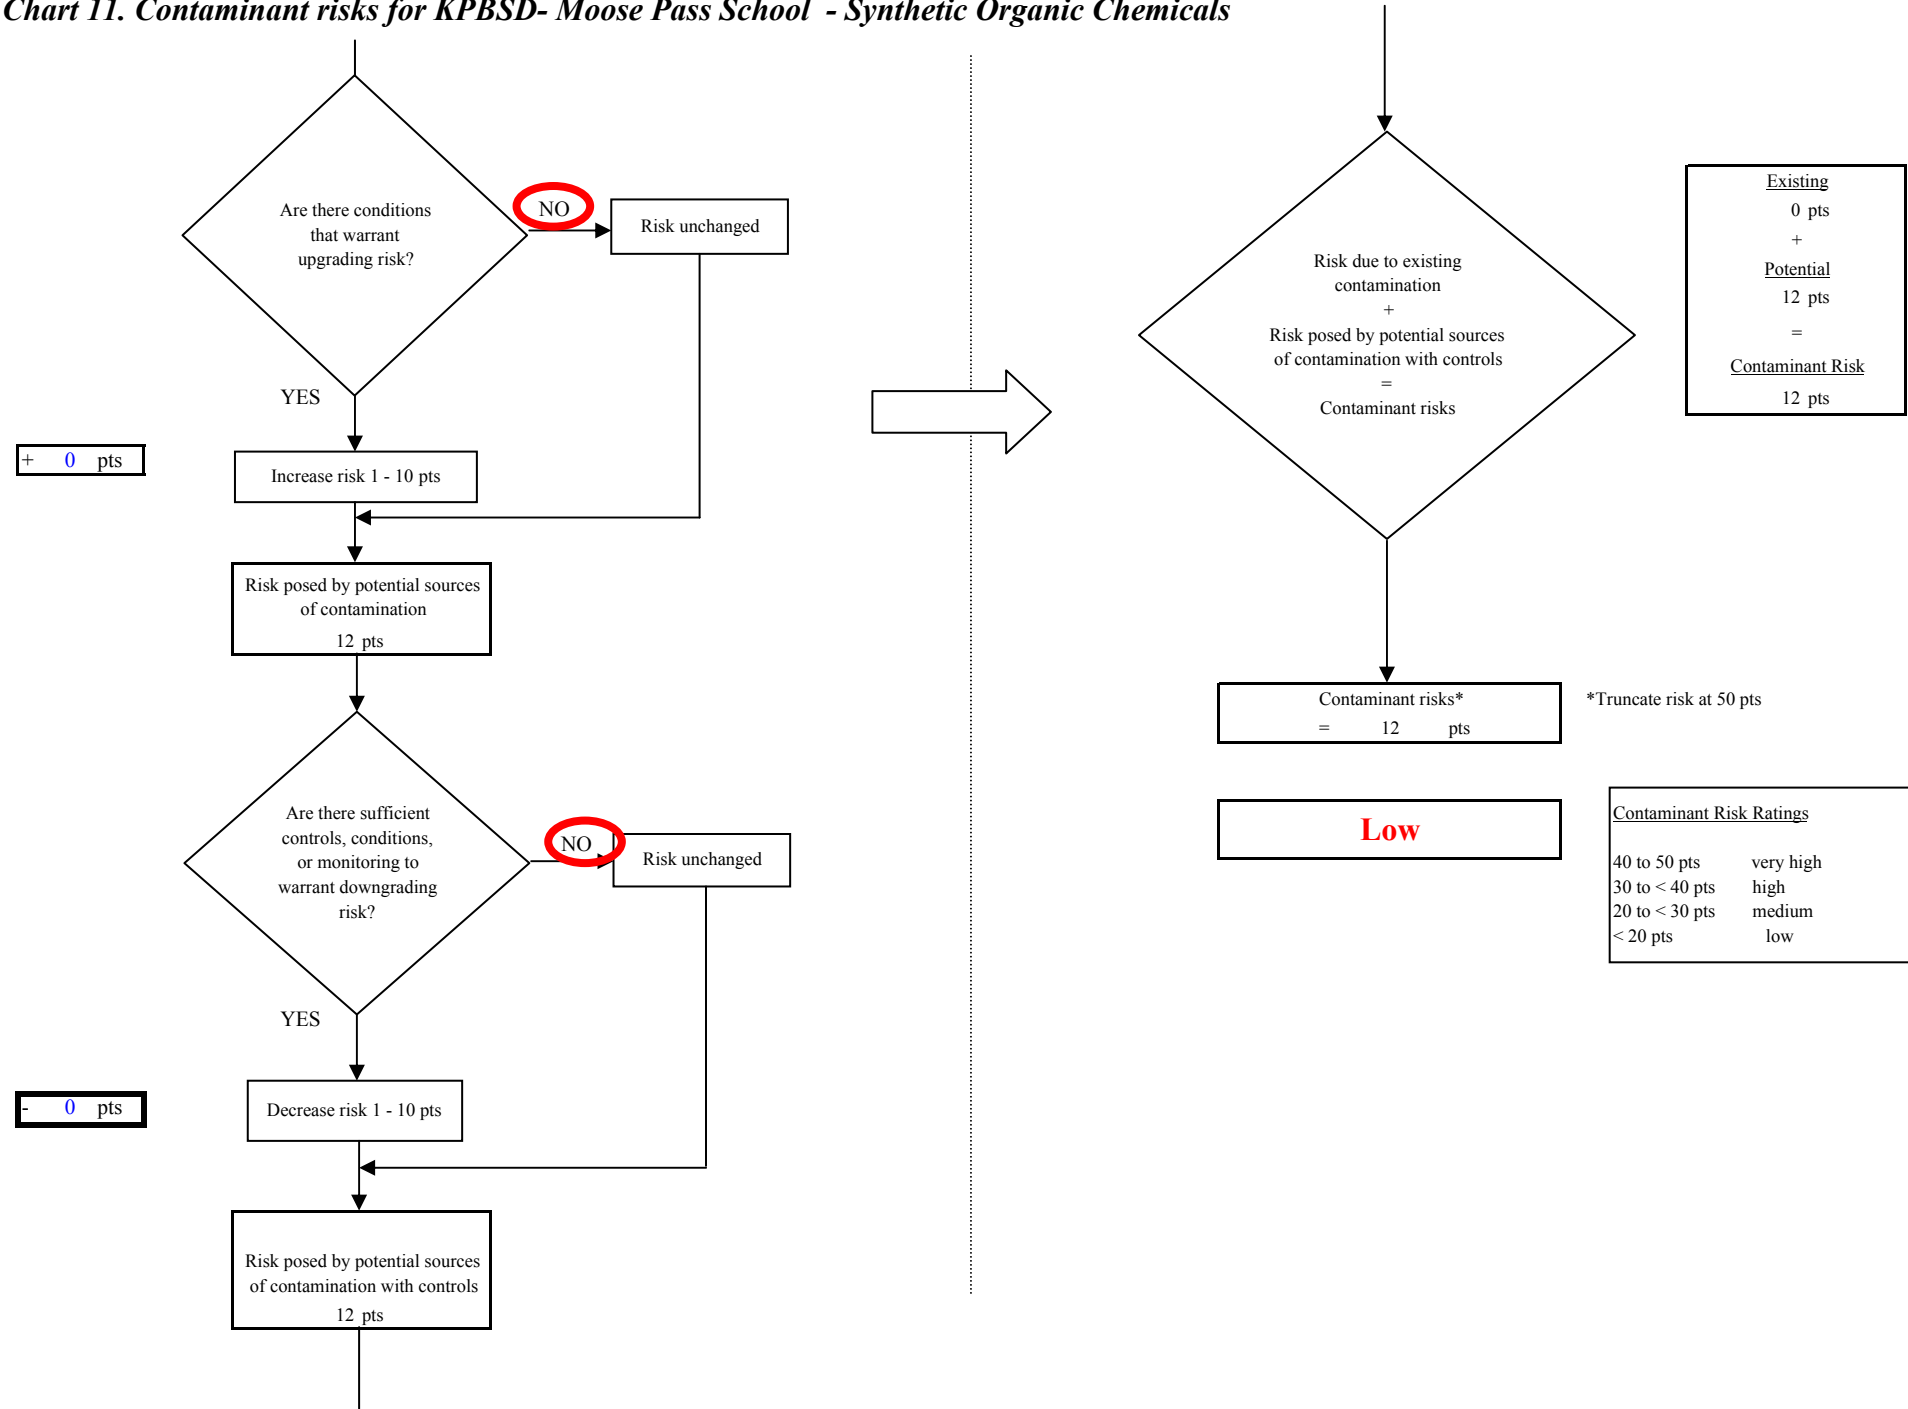 Chart 11. Contaminant risks for KPBSD- Moose Pass School - Synthetic Organic Chemicals
Are there conditions
that warrant
upgrading risk?
NO
Risk unchanged
YES
+ 0 pts
Increase risk 1 - 10 pts
Risk posed by potential sources
of contamination
12 pts
Are there sufficient
controls, conditions,
or monitoring to
warrant downgrading
risk?
NO
Risk unchanged
YES
- 0 pts
Decrease risk 1 - 10 pts
Risk posed by potential sources
of contamination with controls
12 pts
Risk due to existing
contamination
+
Risk posed by potential sources
of contamination with controls
=
Contaminant risks
Existing
0 pts
+
Potential
12 pts
=
Contaminant Risk
12 pts
Contaminant risks*
= 12 pts
*Truncate risk at 50 pts
Low
Contaminant Risk Ratings
40 to 50 pts very high
30 to < 40 pts high
20 to < 30 pts medium
< 20 pts low